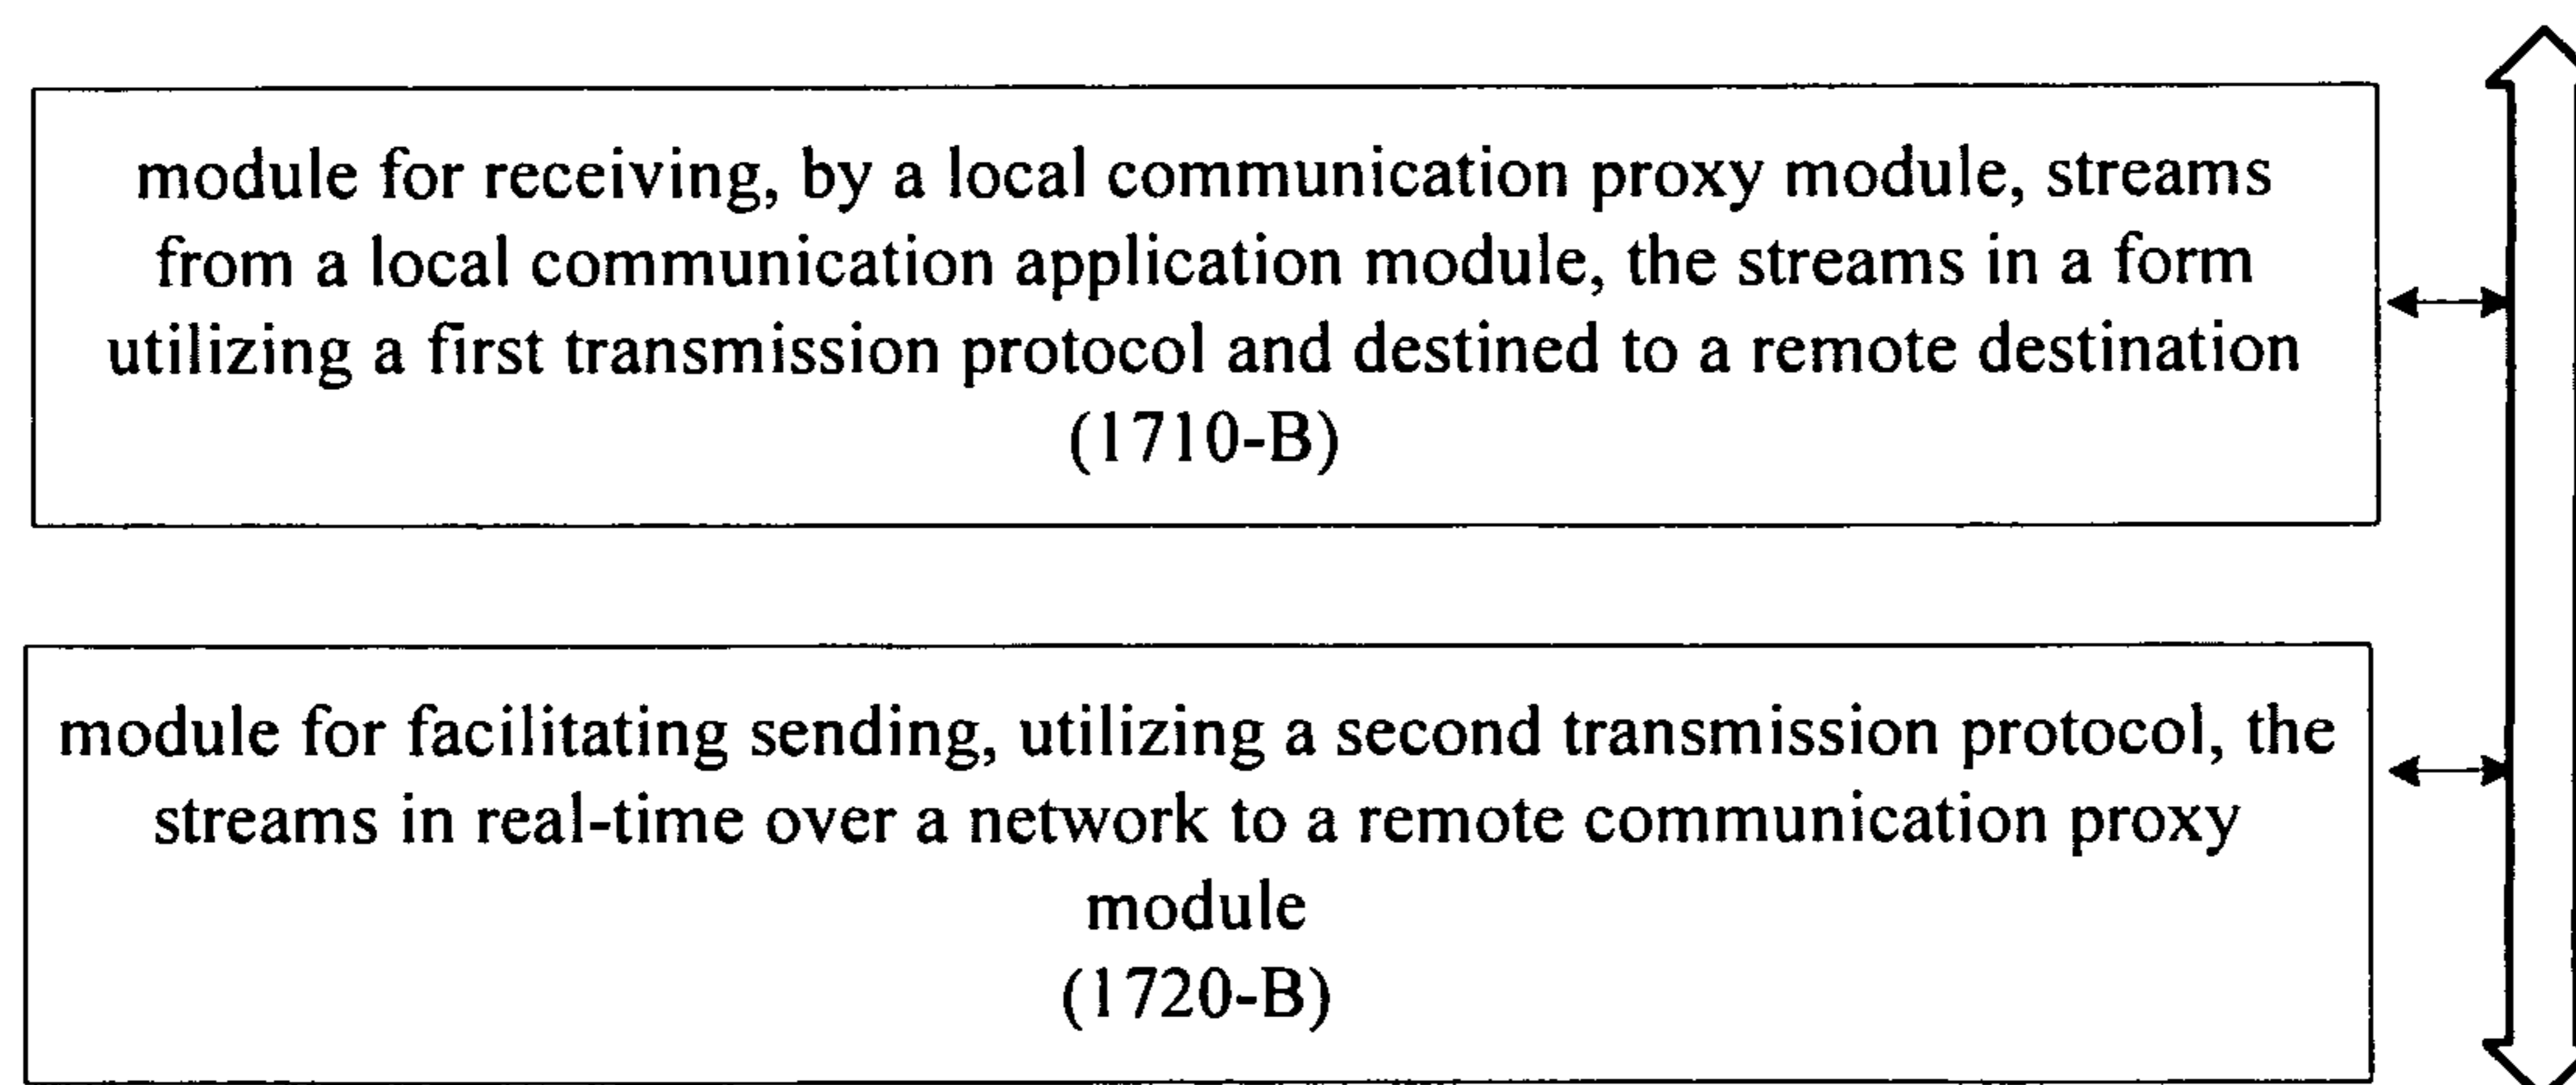 module for receiving, by a local communication proxy module, streams
from a local communication application module, the streams in a form
utilizing a first transmission protocol and destined to a remote destination
(1710-B)
module for facilitating sending, utilizing a second transmission protocol, the
streams in real-time over a network to a remote communication proxy
module
(1720-B)